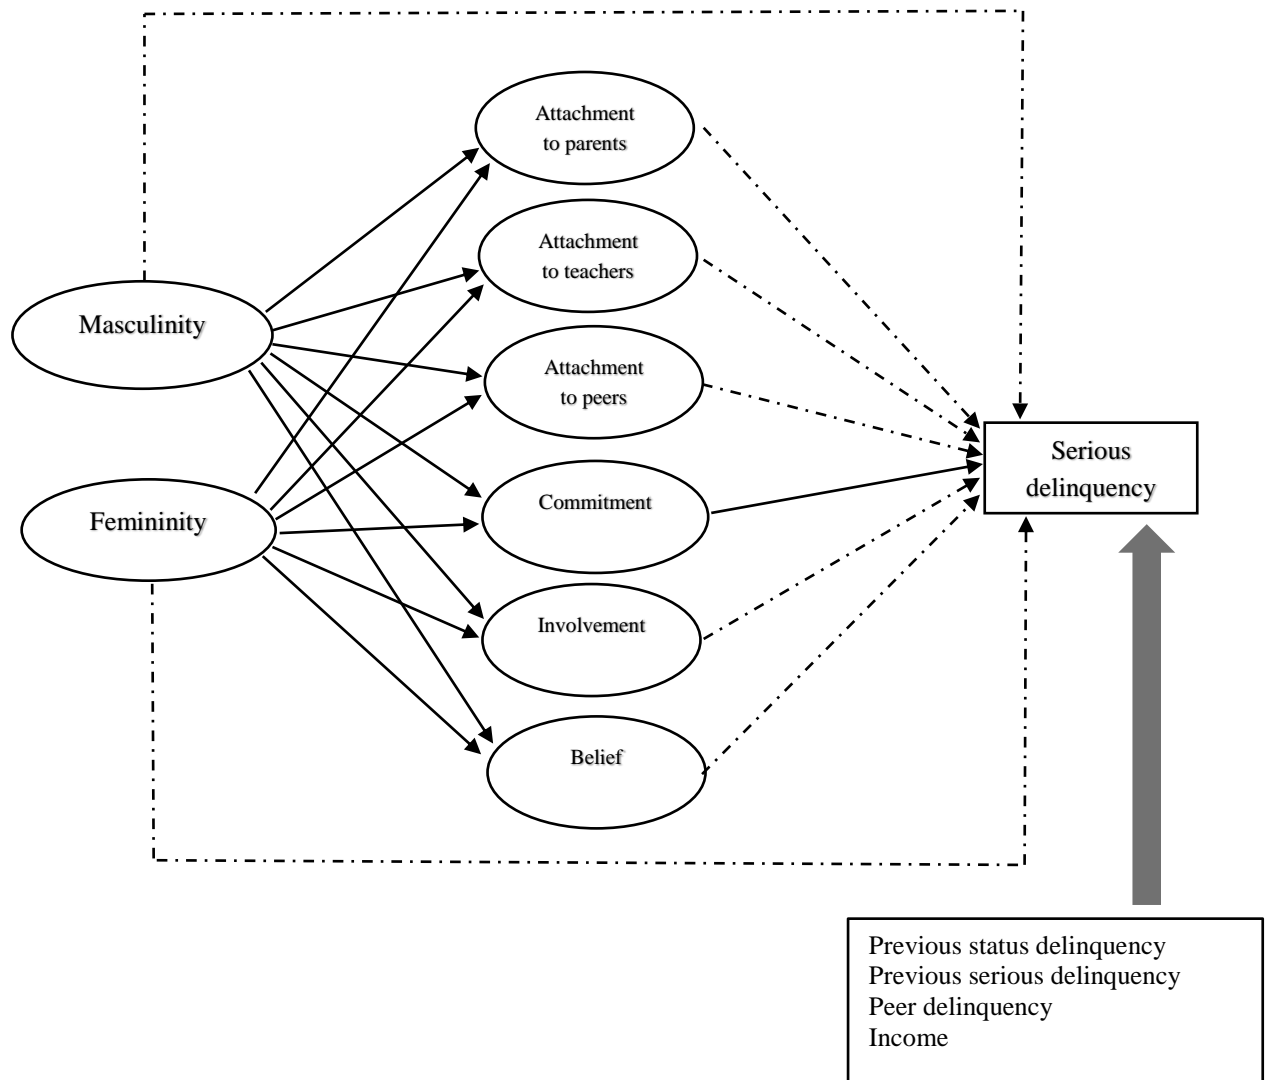 Attachment
to parents
Attachment
to teachers
Masculinity
Attachment
to peers
Serious
delinquency
Commitment
Femininity
Involvement
Belief
Previous status delinquency
Previous serious delinquency
Peer delinquency
Income